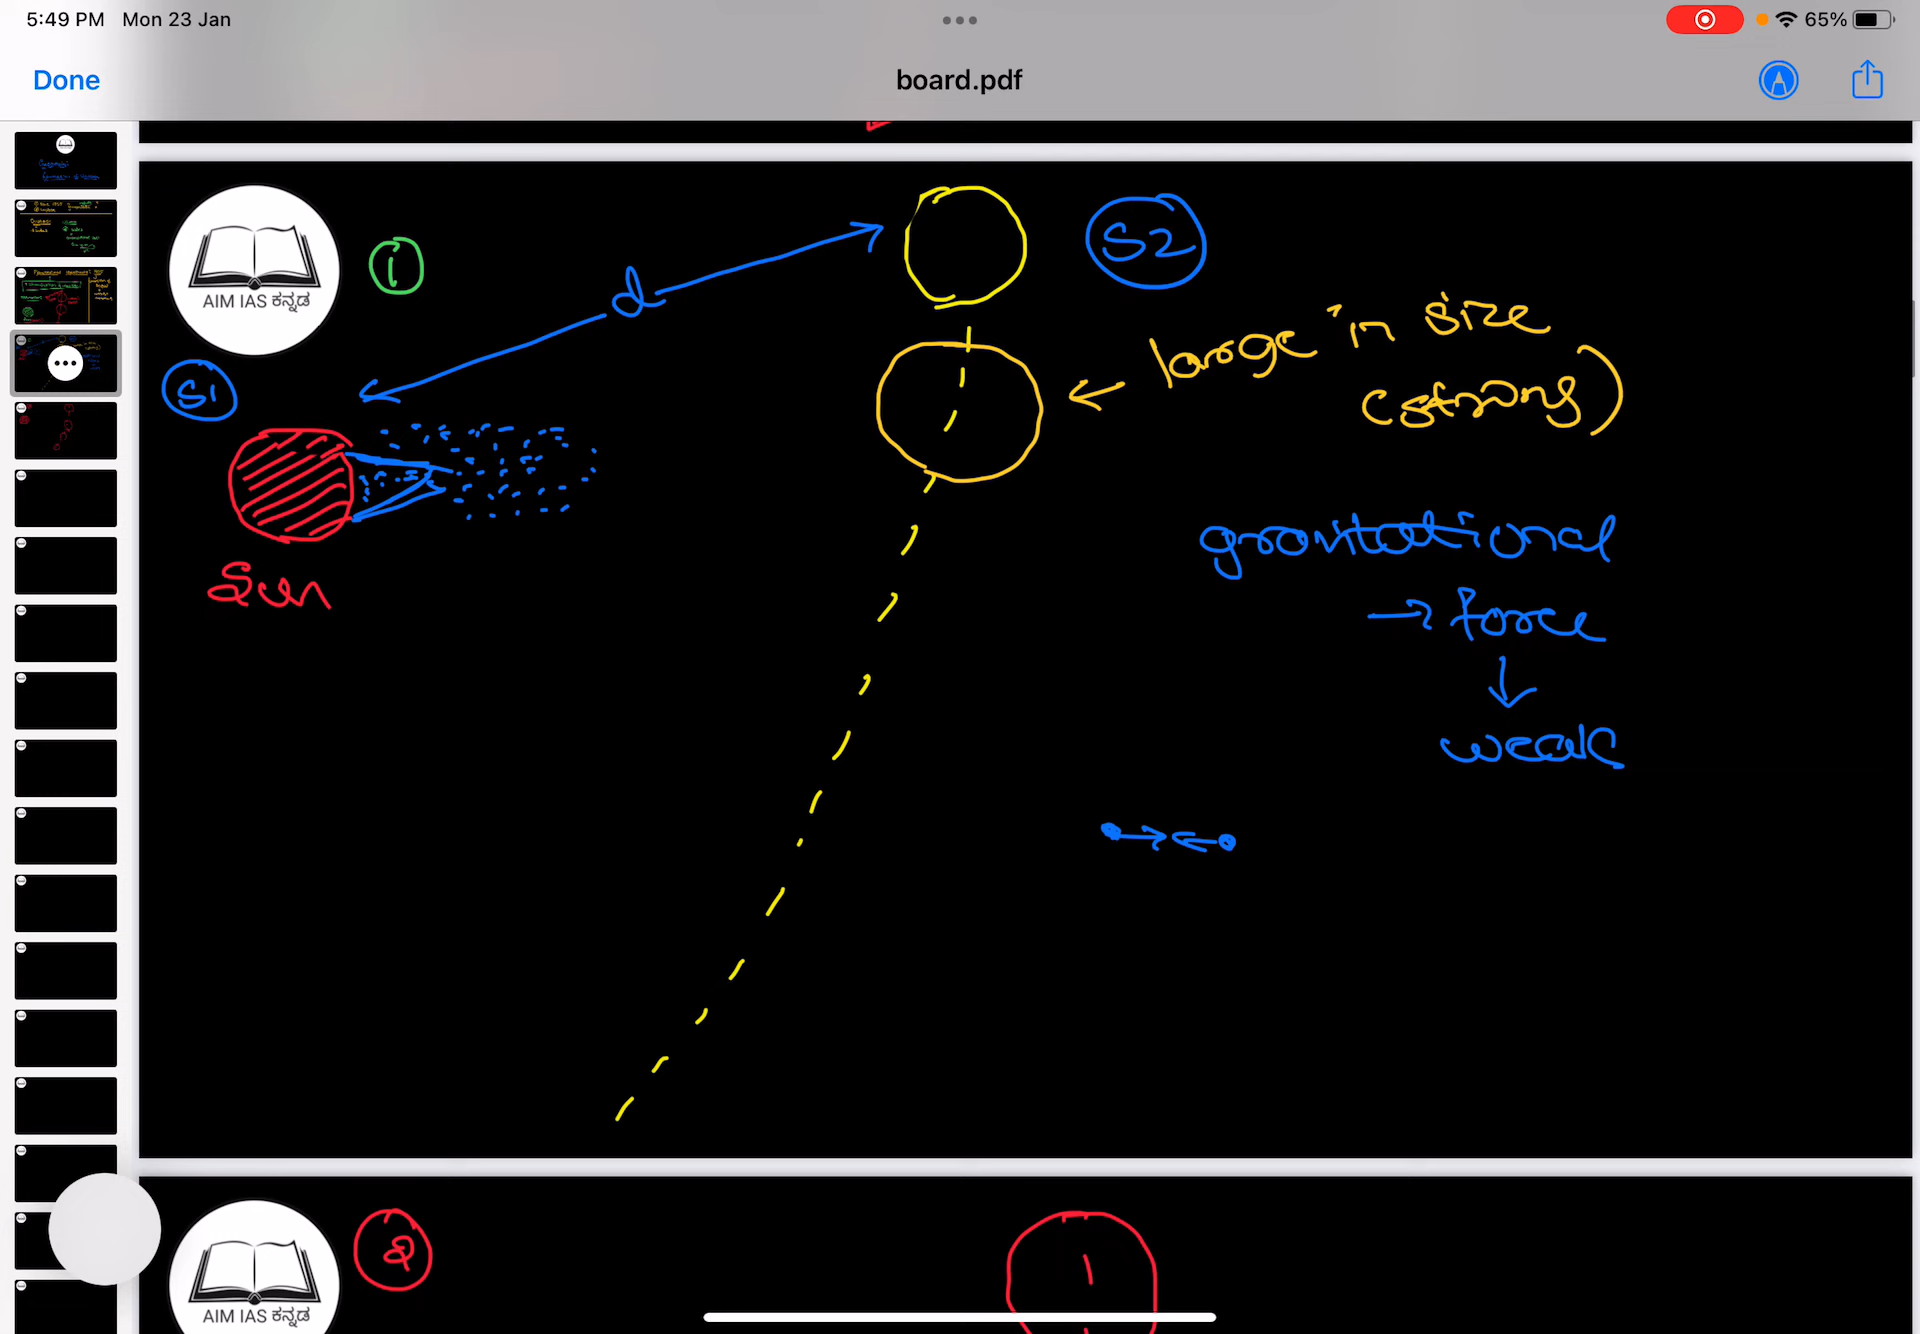 5:49 PM Mon 23 Jan
65%
Done
board.pdf
AIM IAS ಕನ್ನಡ
1
d
S2
S1
large in size
(strong)
Sun
gravitational
→ force
↓
weak
AIM IAS ಕನ್ನಡ
2